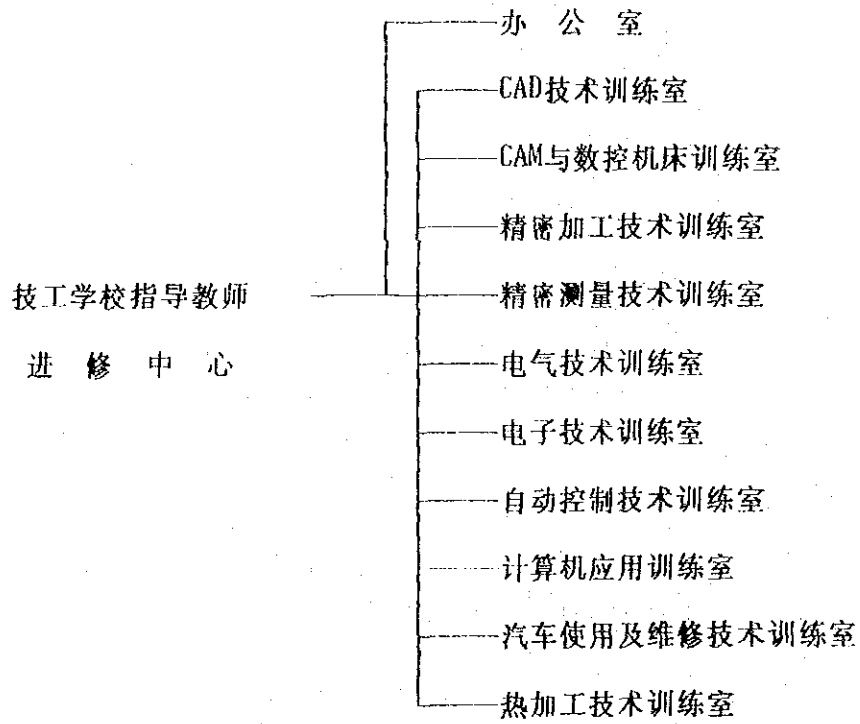 办 公 室
CAD技术训练室
CAM与数控机床训练室
精密加工技术训练室
技工学校指导教师
进 修 中 心
精密测量技术训练室
电气技术训练室
电子技术训练室
自动控制技术训练室
计算机应用训练室
汽车使用及维修技术训练室
热加工技术训练室